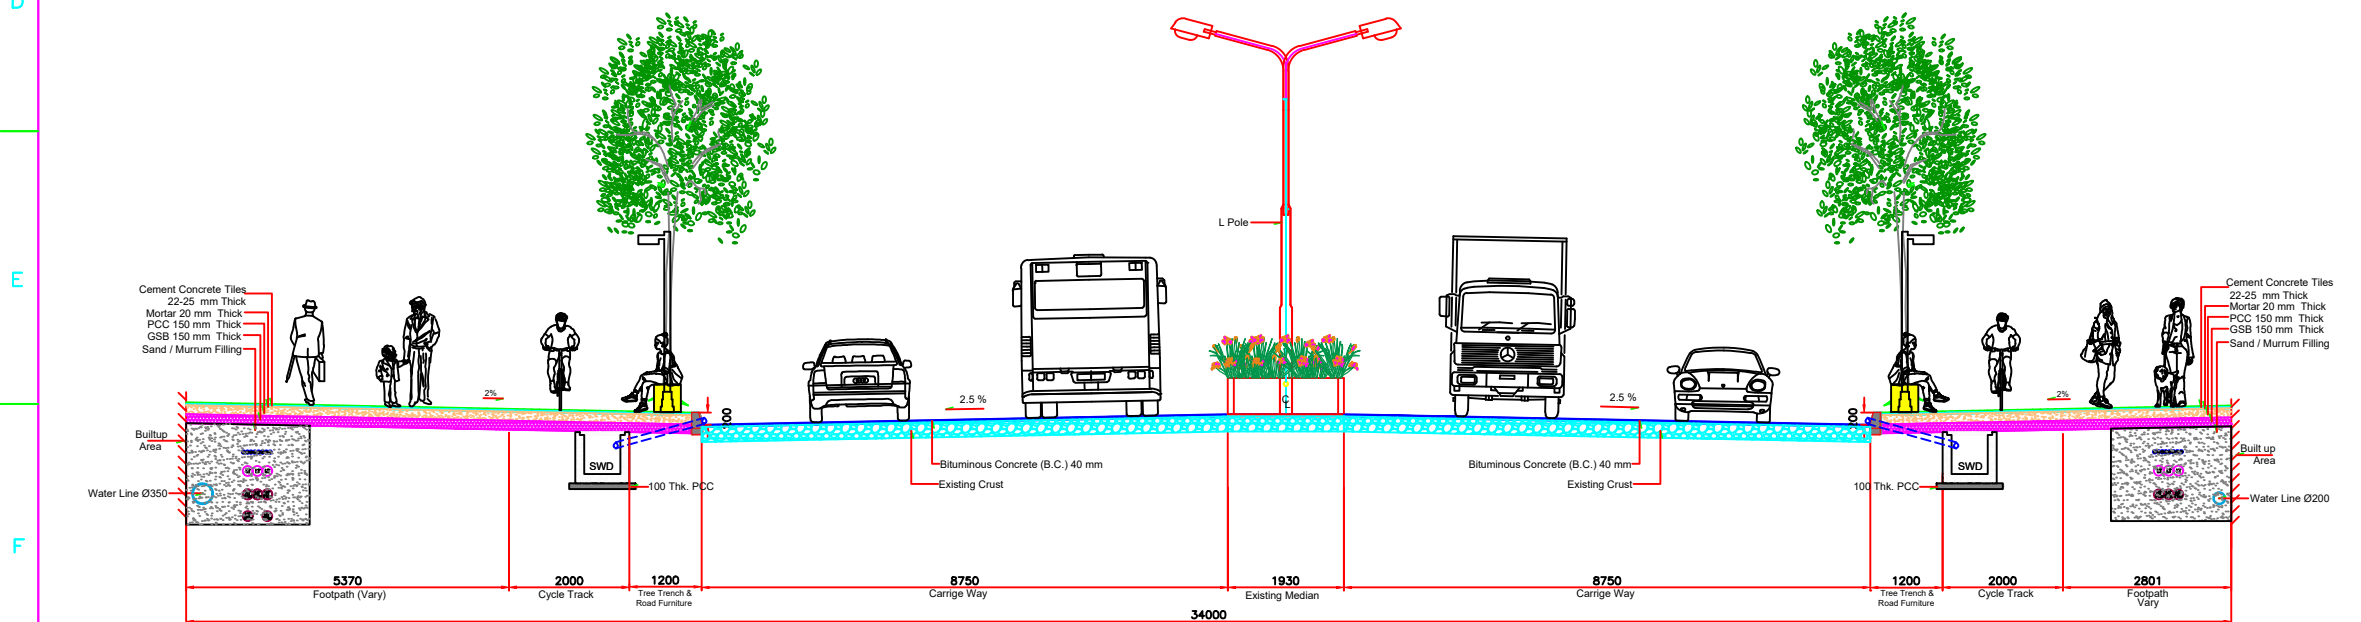 D
E
F
L Pole
Cement Concrete Tiles
22-25 mm Thick
Mortar 20 mm Thick
PCC 150 mm Thick
GSB 150 mm Thick
Sand / Murrum Filling
Cement Concrete Tiles
22-25 mm Thick
Mortar 20 mm Thick
PCC 150 mm Thick
GSB 150 mm Thick
Sand / Murrum Filling
2%
2.5 %
2.5 %
2%
200
200
Builtup
Area
Built up
Area
SWD
SWD
Bituminous Concrete (B.C.) 40 mm
Existing Crust
Bituminous Concrete (B.C.) 40 mm
Existing Crust
Water Line Ø350
100 Thk. PCC
100 Thk. PCC
Water Line Ø200
5370
2000
1200
8750
1930
8750
1200
2000
2801
Footpath (Vary)
Cycle Track
Tree Trench &
Road Furniture
Carrige Way
Existing Median
Carrige Way
Tree Trench &
Road Furniture
Cycle Track
Footpath
Vary
34000